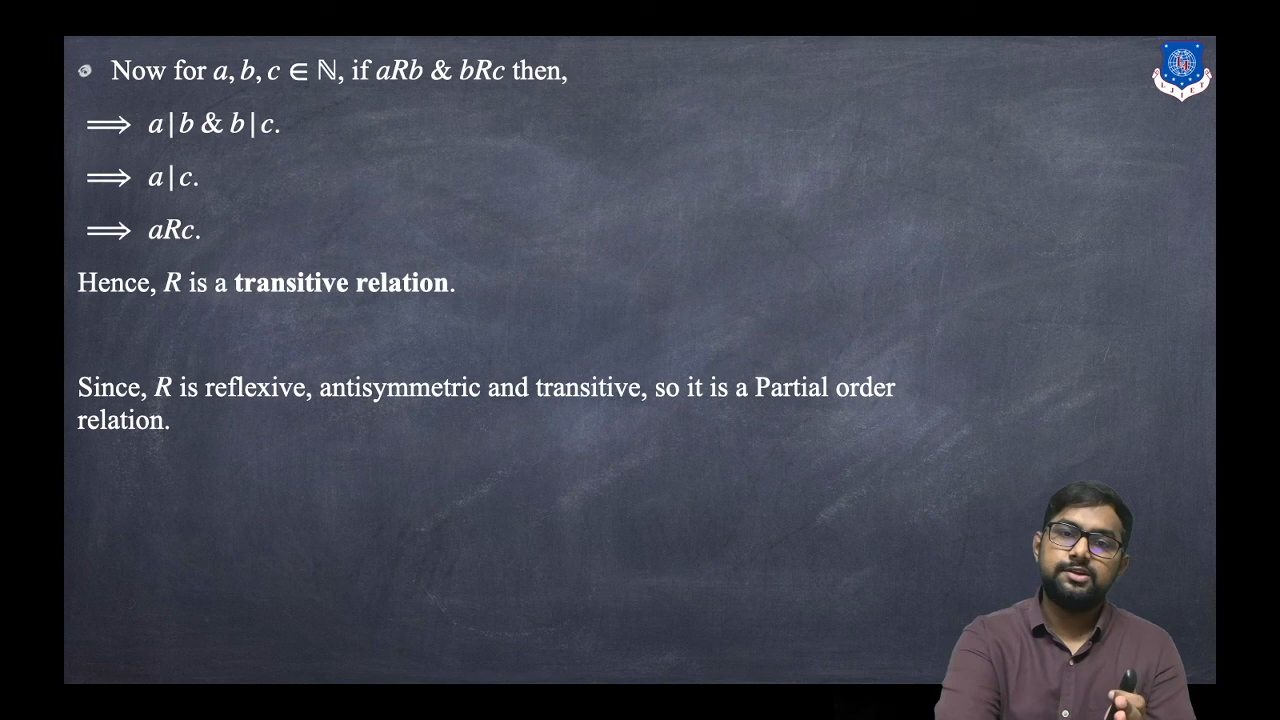 Now for a, b, c ∈ ℕ, if aRb & bRc then,
⟹ a|b & b|c.
⟹ a|c.
⟹ aRc.
Hence, R is a transitive relation.
Since, R is reflexive, antisymmetric and transitive, so it is a Partial order
relation.
LJIET